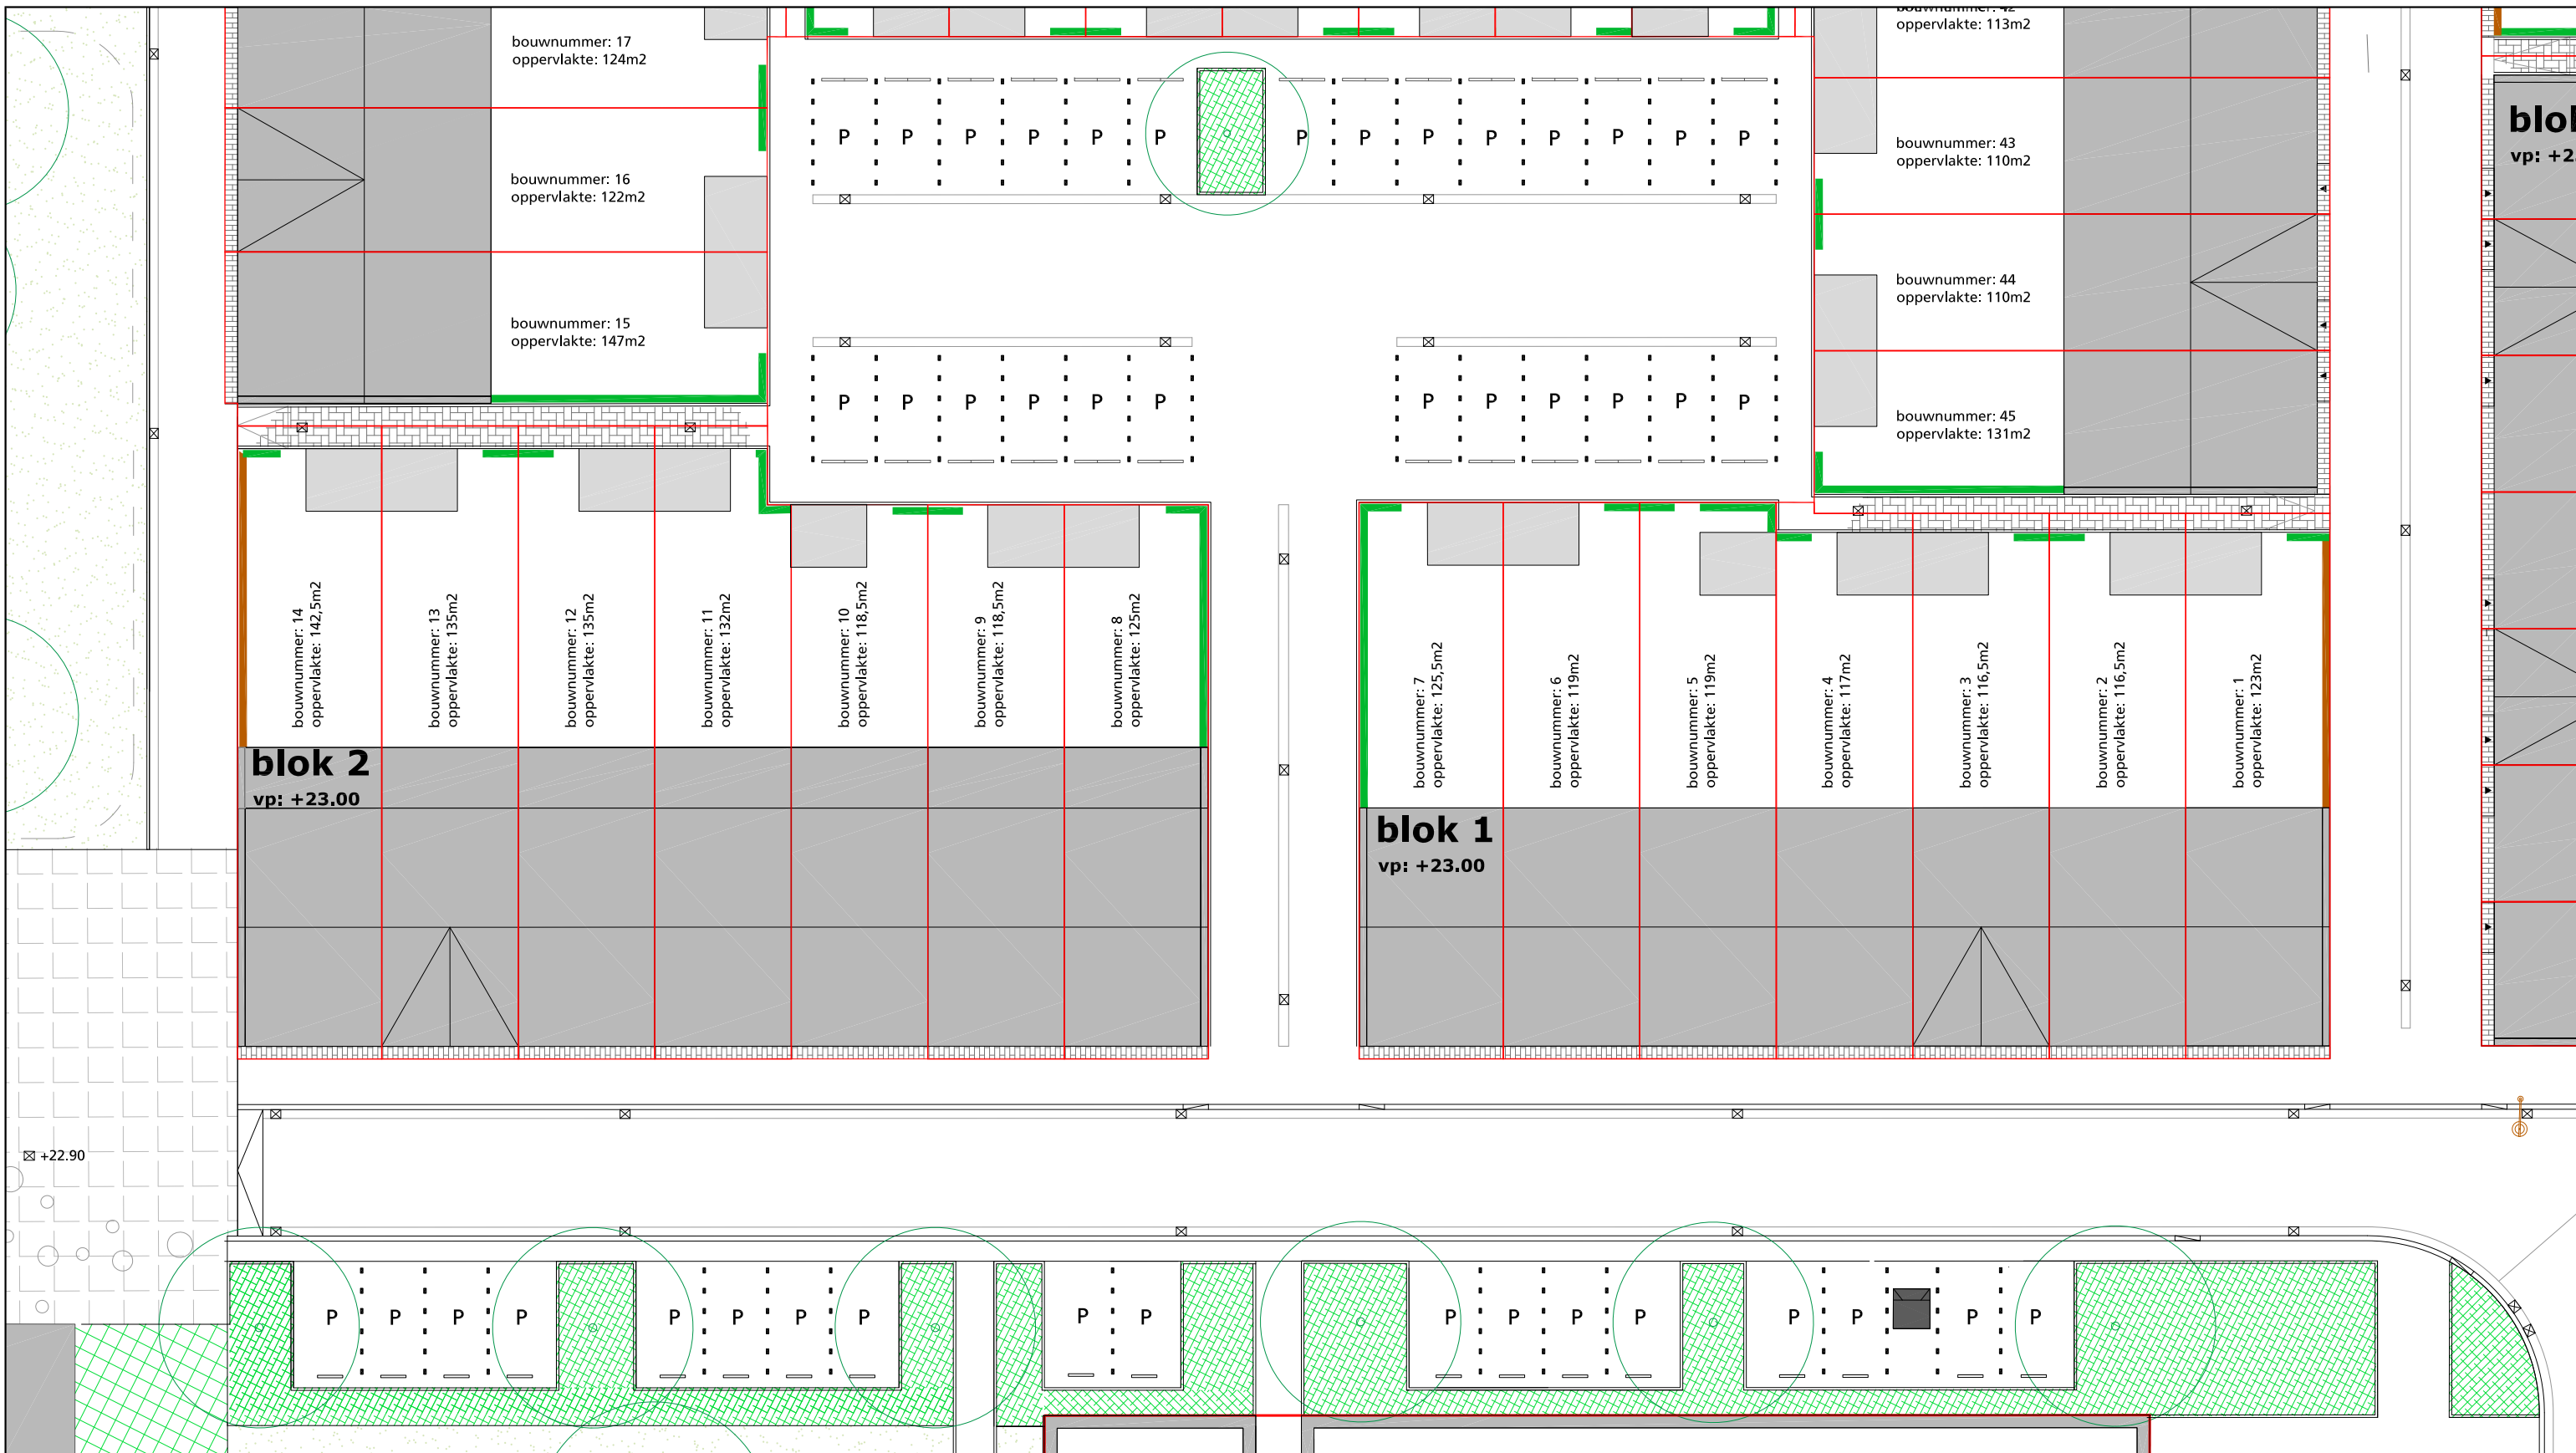 bouwnummer: 17
oppervlakte: 124m2
bouwnummer: 42
oppervlakte: 113m2
blok
vp: +2
P P P P P P P P P P P P P P
bouwnummer: 43
oppervlakte: 110m2
bouwnummer: 16
oppervlakte: 122m2
bouwnummer: 44
oppervlakte: 110m2
bouwnummer: 15
oppervlakte: 147m2
P P P P P P P P P P P P
bouwnummer: 45
oppervlakte: 131m2
bouwnummer: 14
oppervlakte: 142,5m2
bouwnummer: 13
oppervlakte: 135m2
bouwnummer: 12
oppervlakte: 135m2
bouwnummer: 11
oppervlakte: 132m2
bouwnummer: 10
oppervlakte: 118,5m2
bouwnummer: 9
oppervlakte: 118,5m2
bouwnummer: 8
oppervlakte: 125m2
bouwnummer: 7
oppervlakte: 125,5m2
bouwnummer: 6
oppervlakte: 119m2
bouwnummer: 5
oppervlakte: 119m2
bouwnummer: 4
oppervlakte: 117m2
bouwnummer: 3
oppervlakte: 116,5m2
bouwnummer: 2
oppervlakte: 116,5m2
bouwnummer: 1
oppervlakte: 123m2
blok 2
vp: +23.00
blok 1
vp: +23.00
+22.90
P P P P P P P P P P P P P P P P P P